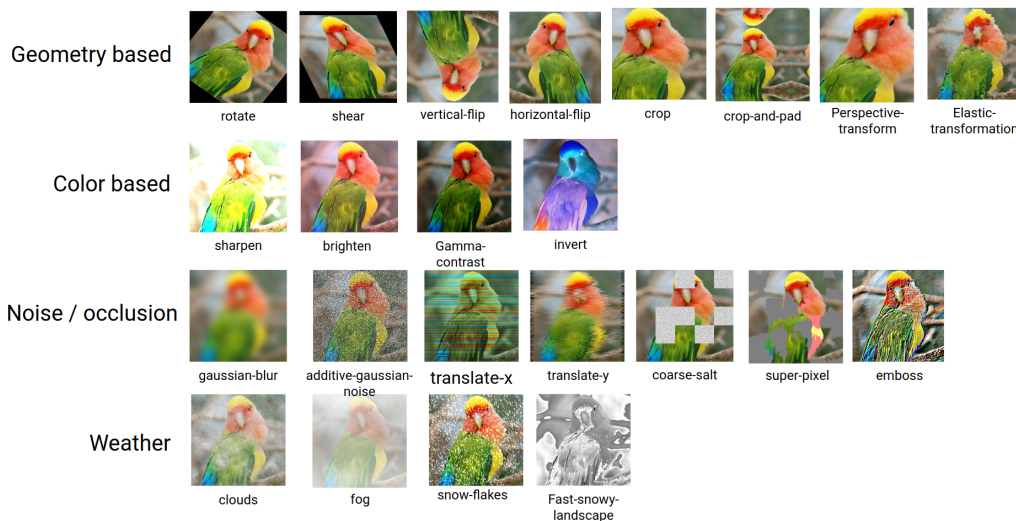 Geometry based
rotate
shear
vertical-flip
horizontal-flip
crop
crop-and-pad
Perspective-
transform
Elastic-
transformation
Color based
sharpen
brighten
Gamma-
contrast
invert
Noise / occlusion
gaussian-blur
additive-gaussian-
noise
translate-x
translate-y
coarse-salt
super-pixel
emboss
Weather
clouds
fog
snow-flakes
Fast-snowy-
landscape